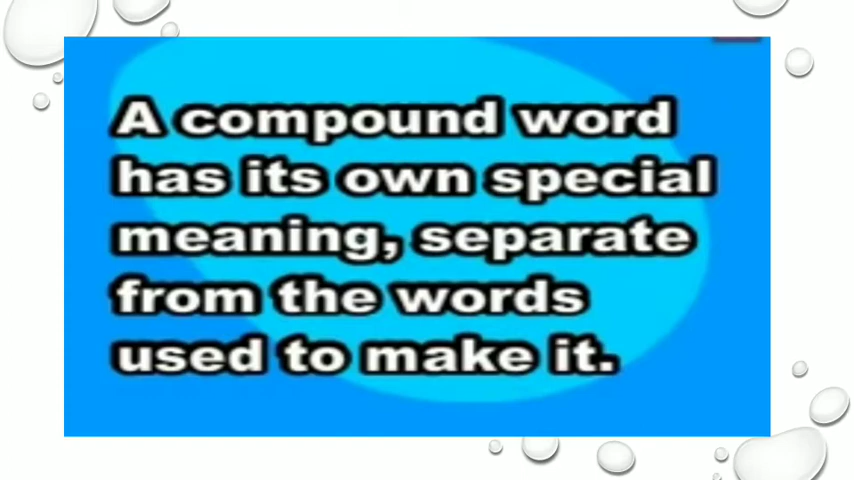 A compound word
has its own special
meaning, separate
from the words
used to make it.